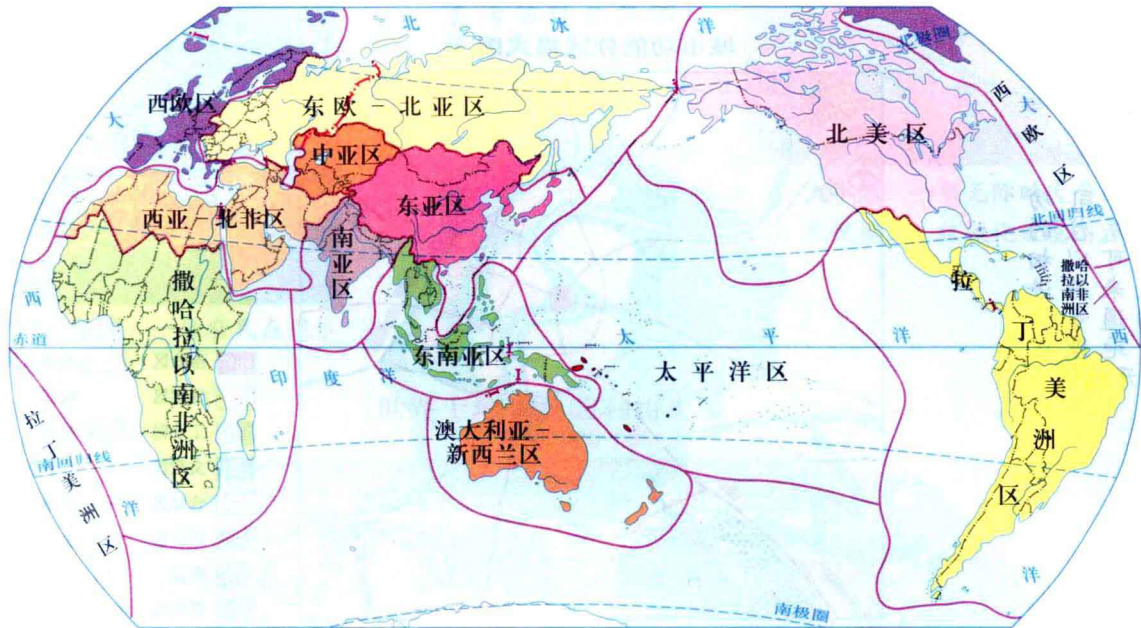 北 冰 洋
北极圈
西欧区
大
东欧-北亚区
北美区
西欧区
大
中亚区
东亚区
西亚-北非区
南亚区
北回归线
撒哈拉以南非洲区
西
洋
赤道
撒哈拉以南非洲区
拉丁美洲区
西
太 平 洋
太平洋区
东南亚区
印 度 洋
澳大利亚-
新西兰区
南回归线
拉丁美洲区
洋
南极圈